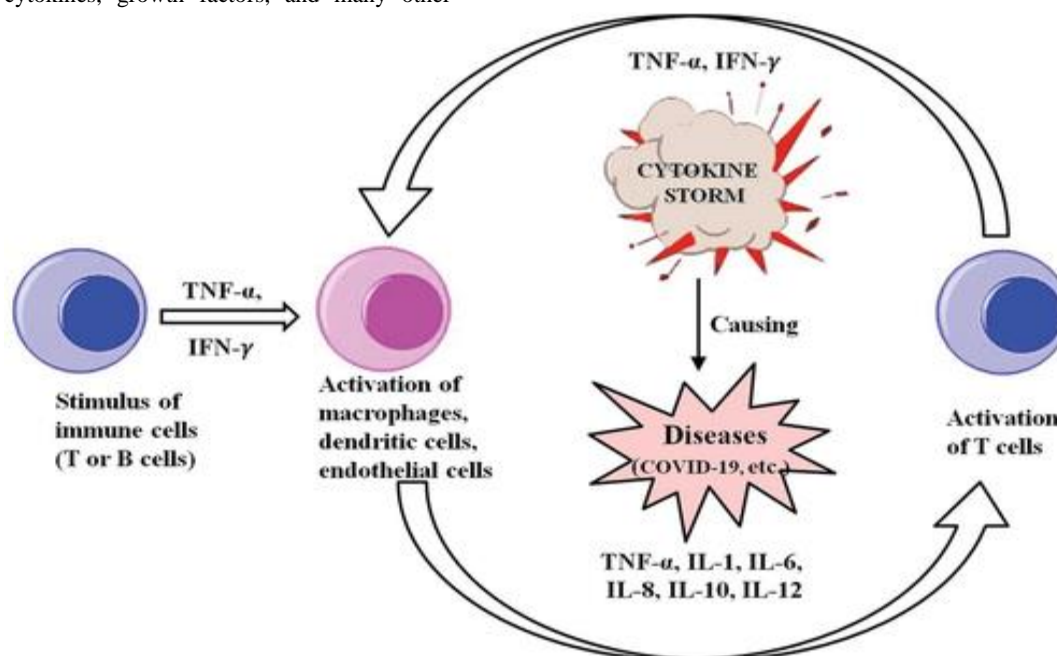 cytokines, growth factors, and many other
TNF-α, IFN-γ
CYTOKINE
STORM
TNF-α,
IFN-γ
Causing
Stimulus of
immune cells
(T or B cells)
Activation of
macrophages,
dendritic cells,
endothelial cells
Diseases
(COVID-19, etc.)
Activation
of T cells
TNF-α, IL-1, IL-6,
IL-8, IL-10, IL-12